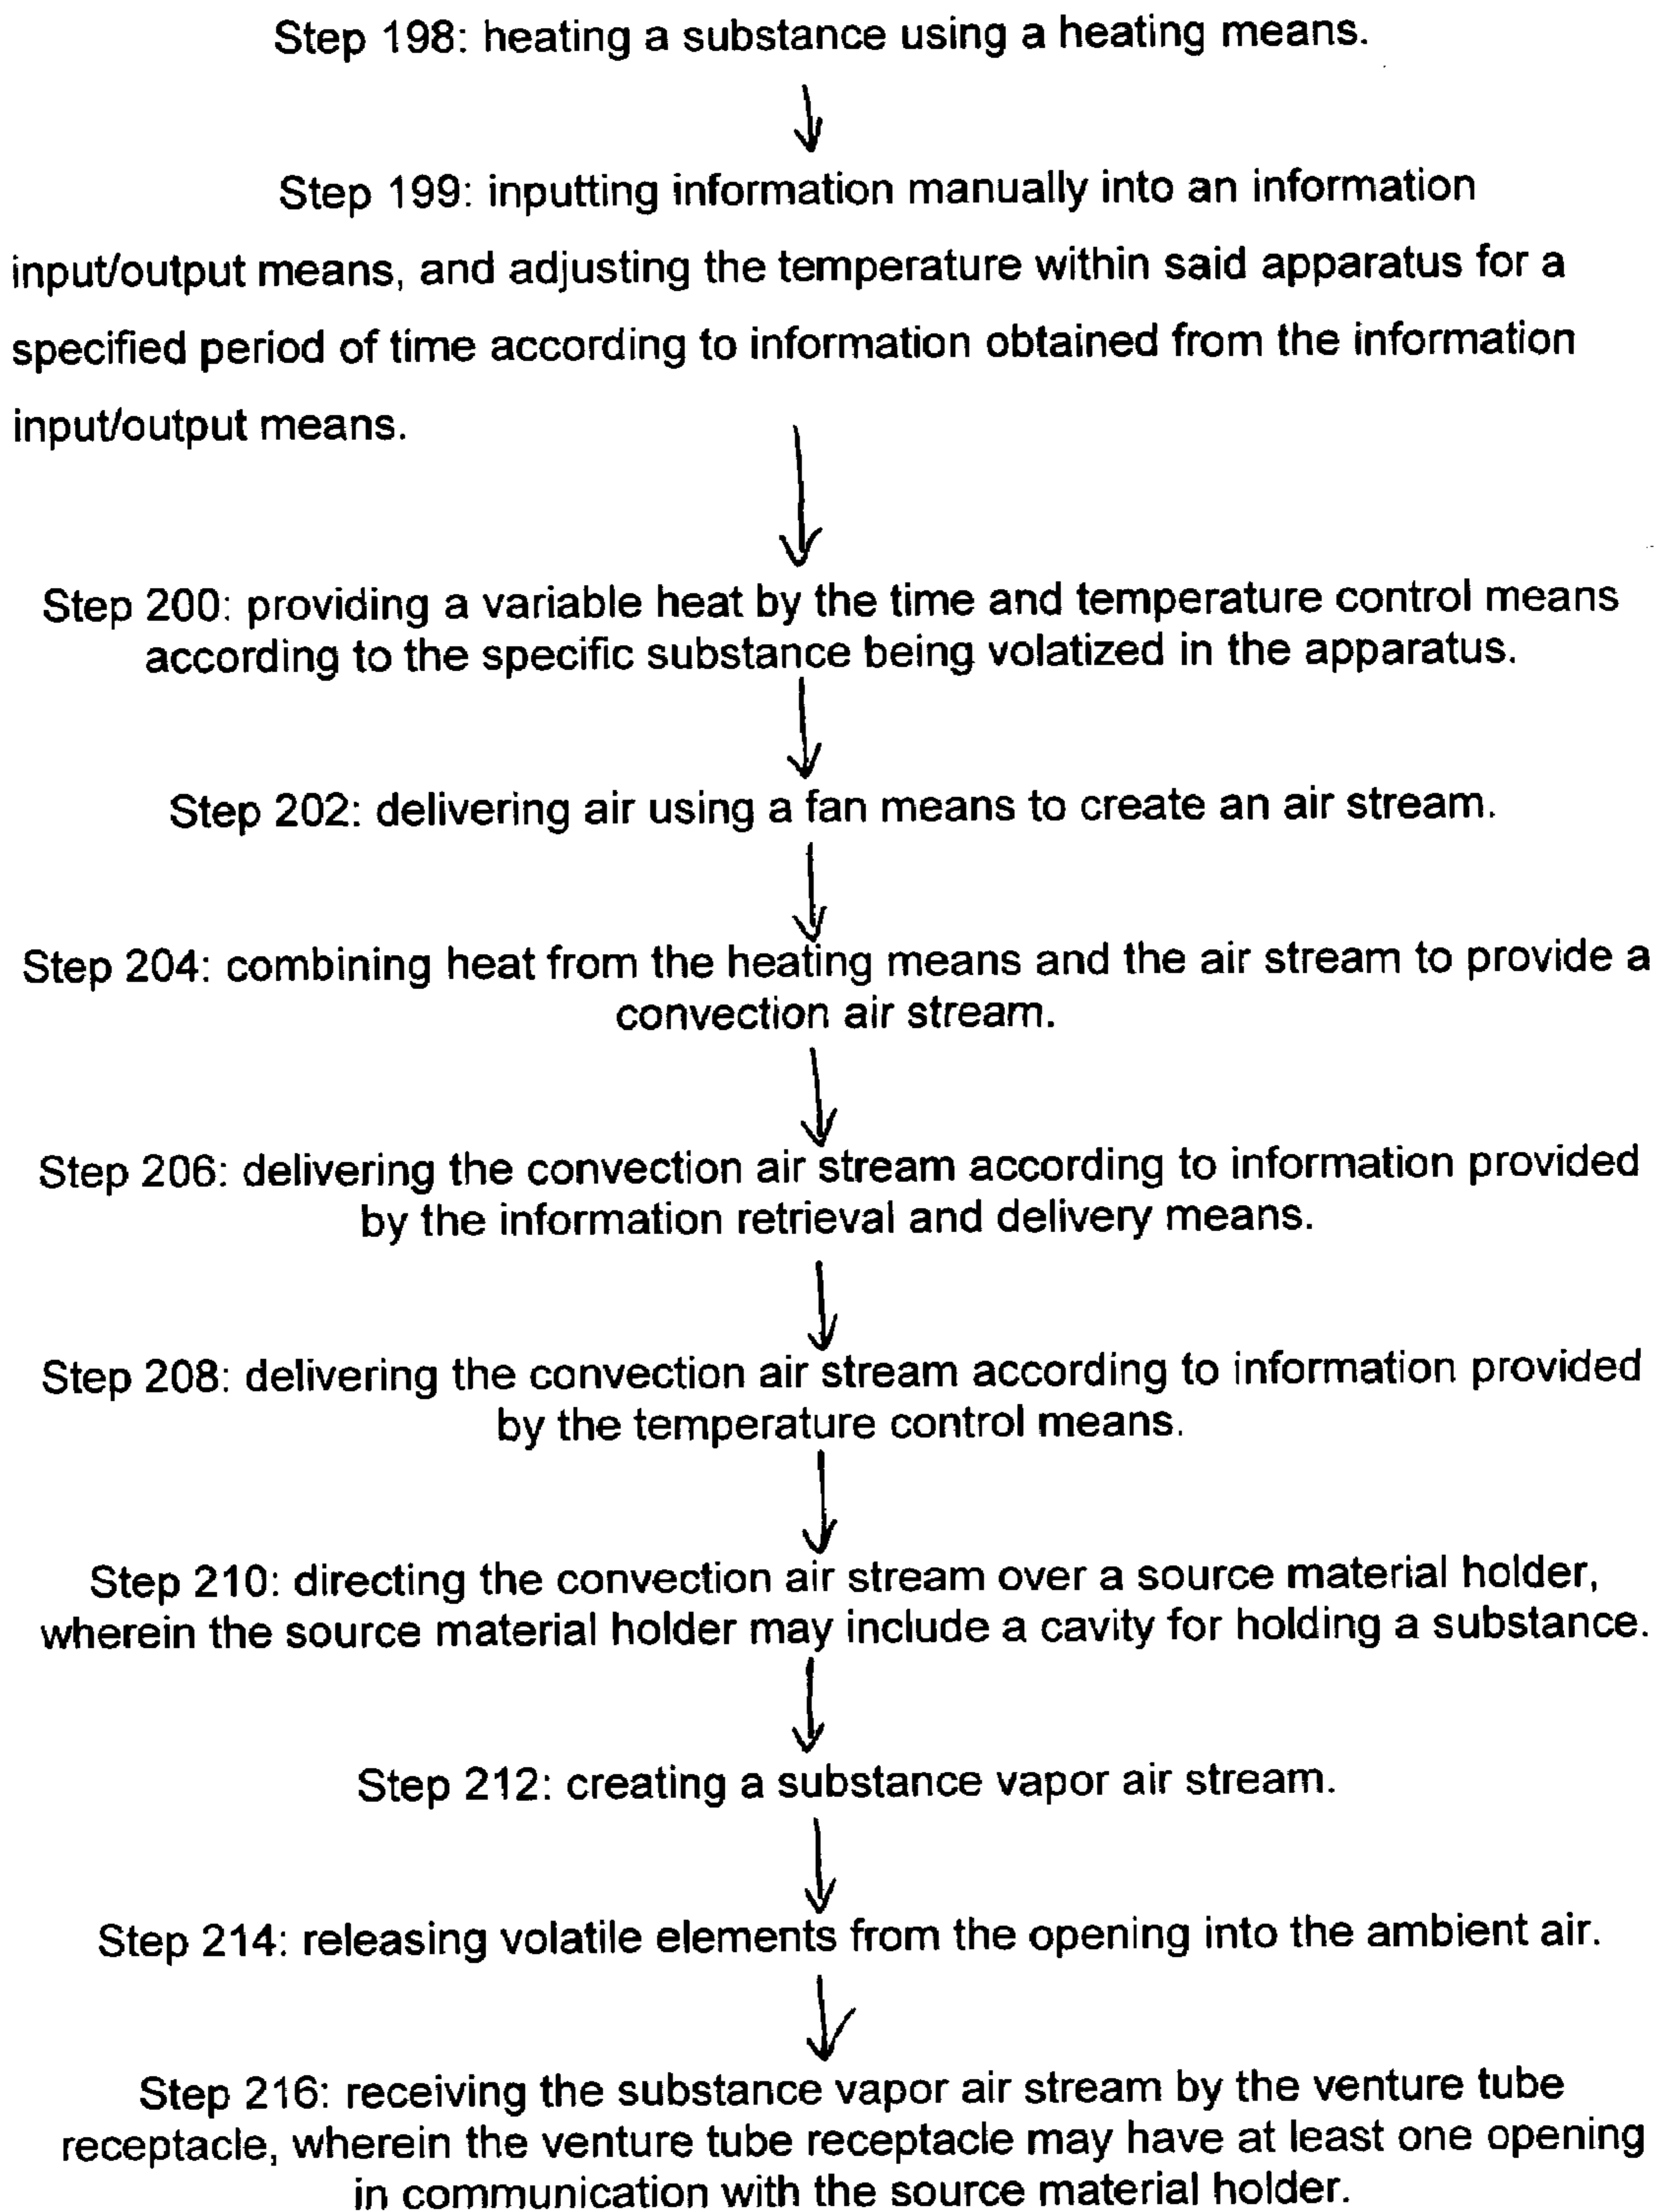 Step 198: heating a substance using a heating means.
Step 199: inputting information manually into an information
input/output means, and adjusting the temperature within said apparatus for a
specified period of time according to information obtained from the information
input/output means.
Step 200: providing a variable heat by the time and temperature control means
according to the specific substance being volatized in the apparatus.
Step 202: delivering air using a fan means to create an air stream.
Step 204: combining heat from the heating means and the air stream to provide a
convection air stream.
Step 206: delivering the convection air stream according to information provided
by the information retrieval and delivery means.
Step 208: delivering the convection air stream according to information provided
by the temperature control means.
Step 210: directing the convection air stream over a source material holder,
wherein the source material holder may include a cavity for holding a substance.
Step 212: creating a substance vapor air stream.
Step 214: releasing volatile elements from the opening into the ambient air.
Step 216: receiving the substance vapor air stream by the venture tube
receptacle, wherein the venture tube receptacle may have at least one opening
in communication with the source material holder.